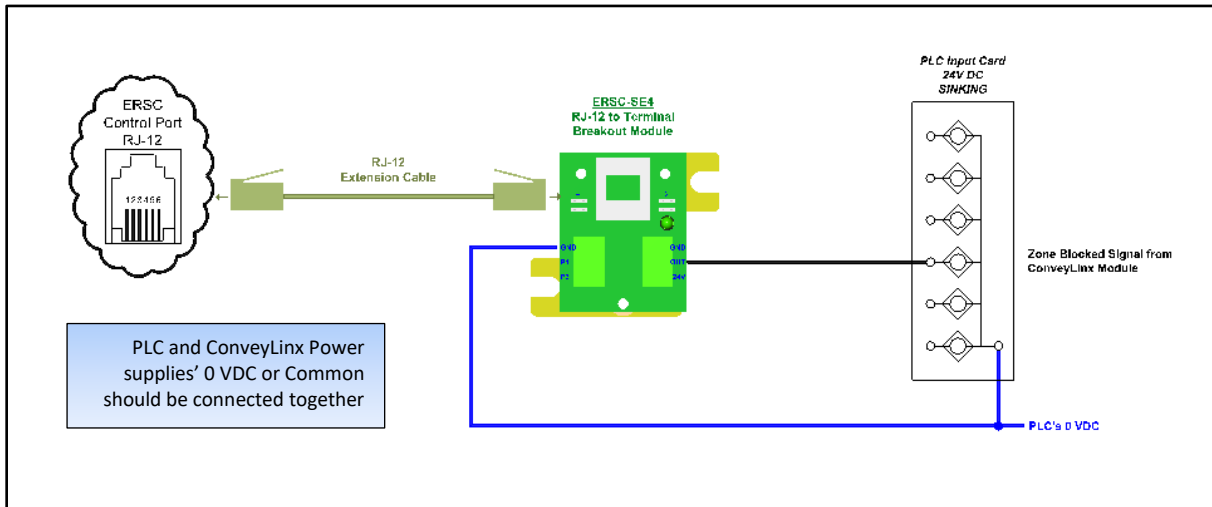 ERSC
Control Port
RJ-12
123456
RJ-12
Extension Cable
ERSC-SE4
RJ-12 to Terminal
Breakout Module
GND
P1
P2
GND
OUT
24V
PLC Input Card
24V DC
SINKING
Zone Blocked Signal from
ConveyLinx Module
PLC's 0 VDC
PLC and ConveyLinx Power
supplies’ 0 VDC or Common
should be connected together